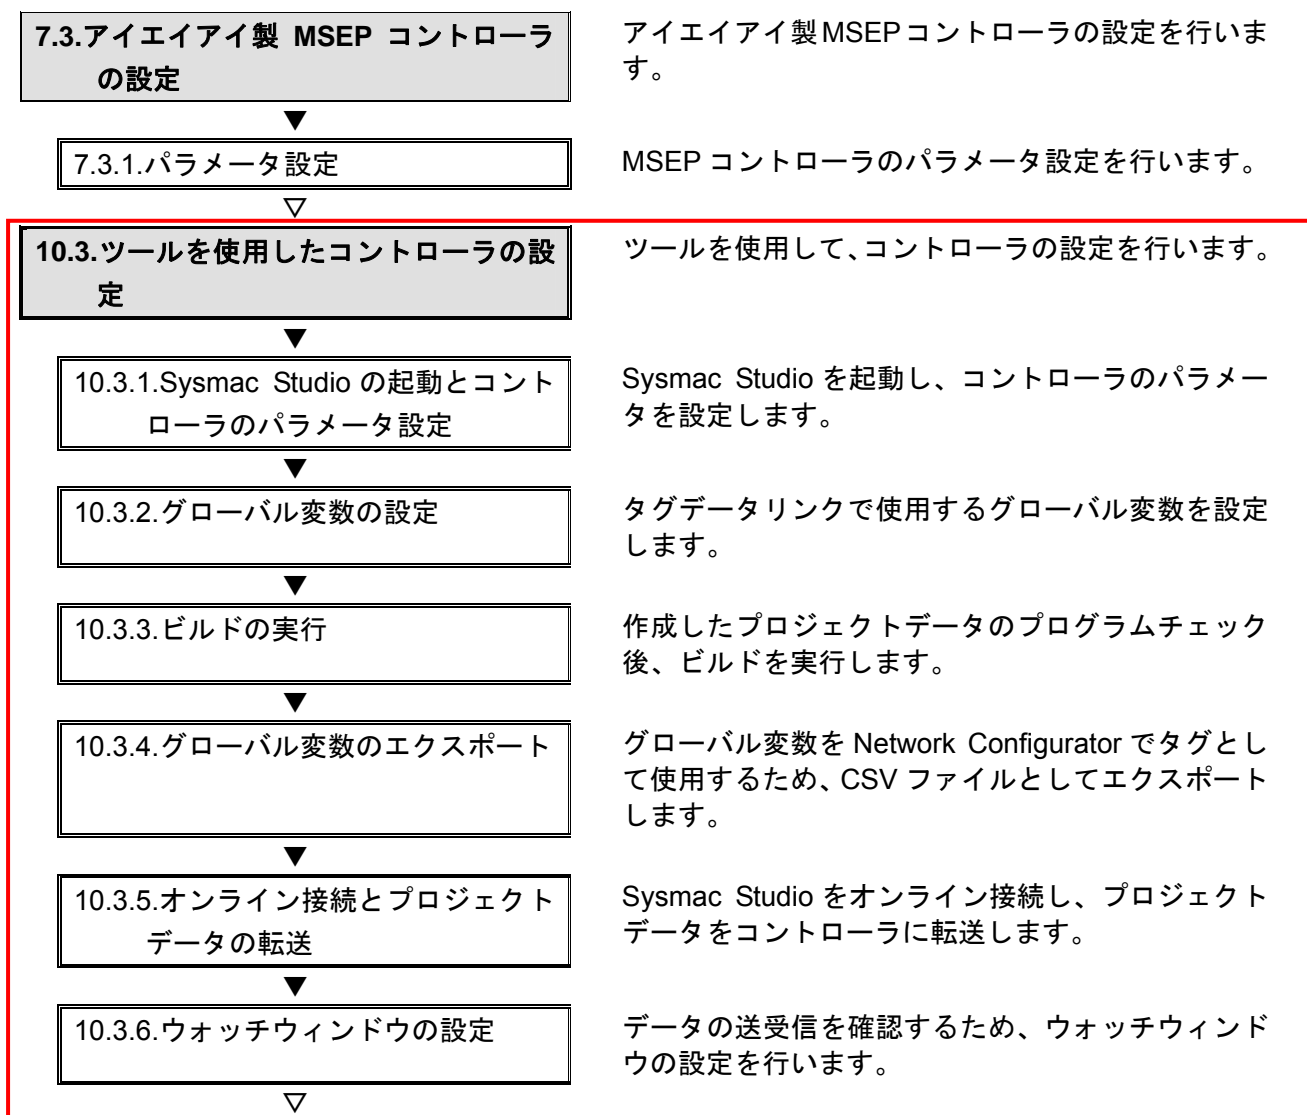 7.3.アイエイアイ製 MSEP コントローラ
の設定
アイエイアイ製MSEPコントローラの設定を行いま
す。
▼
7.3.1.パラメータ設定
MSEP コントローラのパラメータ設定を行います。
▽
10.3.ツールを使用したコントローラの設
定
ツールを使用して、コントローラの設定を行います。
▼
10.3.1.Sysmac Studio の起動とコント
ローラのパラメータ設定
Sysmac Studio を起動し、コントローラのパラメー
タを設定します。
▼
10.3.2.グローバル変数の設定
タグデータリンクで使用するグローバル変数を設定
します。
▼
10.3.3.ビルドの実行
作成したプロジェクトデータのプログラムチェック
後、ビルドを実行します。
▼
10.3.4.グローバル変数のエクスポート
グローバル変数を Network Configurator でタグとし
て使用するため、CSV ファイルとしてエクスポート
します。
▼
10.3.5.オンライン接続とプロジェクト
データの転送
Sysmac Studio をオンライン接続し、プロジェクト
データをコントローラに転送します。
▼
10.3.6.ウォッチウィンドウの設定
データの送受信を確認するため、ウォッチウィンド
ウの設定を行います。
▽